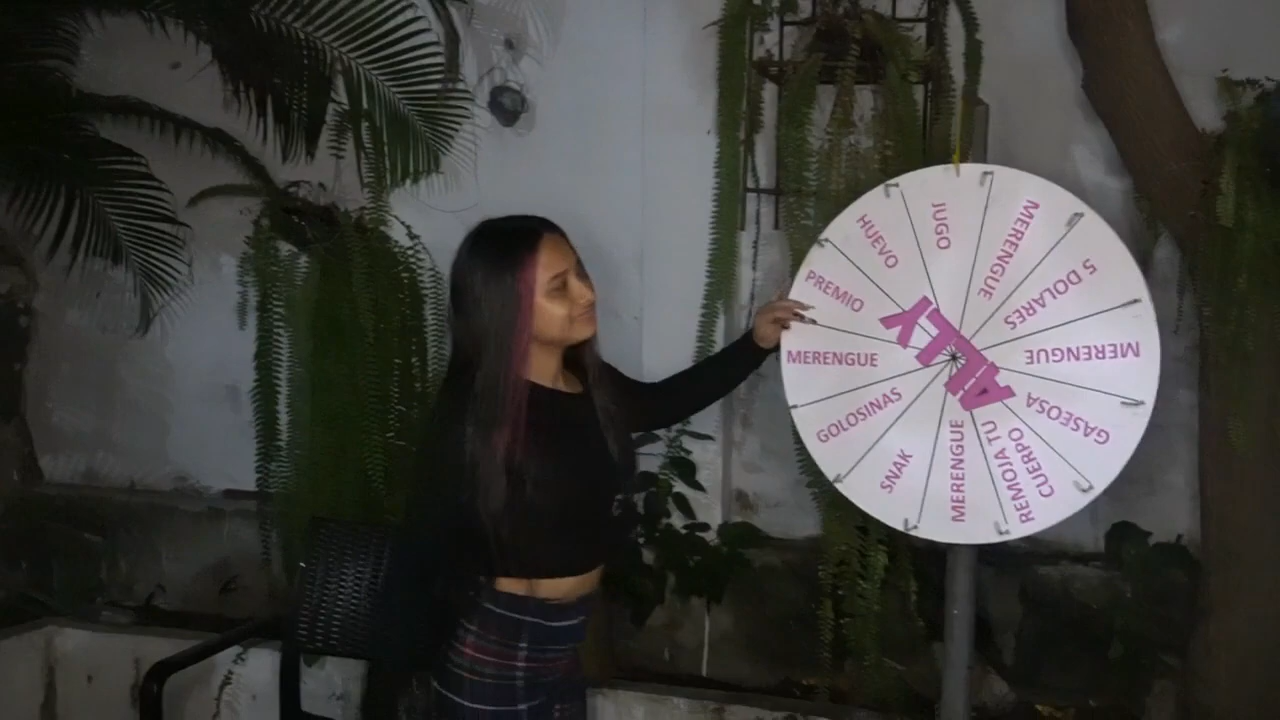 JUGO
MERENGUE
5 DOLARES
MERENGUE
GASEOSA
REMOJA TU
CUERPO
MERENGUE
SNAK
GOLOSINAS
MERENGUE
PREMIO
HUEVO
ALLY